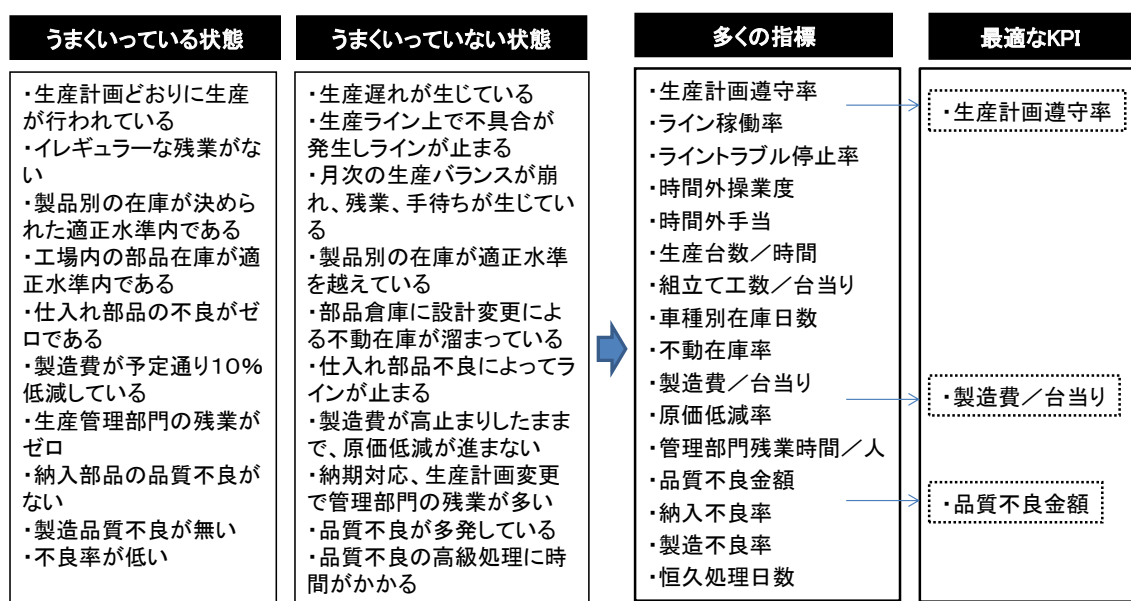 うまくいっている状態
・生産計画どおりに生産
が行われている
・イレギュラーな残業がな
い
・製品別の在庫が決めら
れた適正水準内である
・工場内の部品在庫が適
正水準内である
・仕入れ部品の不良がゼ
ロである
・製造費が予定通り10%
低減している
・生産管理部門の残業が
ゼロ
・納入部品の品質不良が
ない
・製造品質不良が無い
・不良率が低い
うまくいっていない状態
・生産遅れが生じている
・生産ライン上で不具合が
発生しラインが止まる
・月次の生産バランスが崩
れ、残業、手待ちが生じてい
る
・製品別の在庫が適正水準
を越えている
・部品倉庫に設計変更によ
る不動在庫が溜まっている
・仕入れ部品不良によってラ
インが止まる
・製造費が高止まりしたまま
で、原価低減が進まない
・納期対応、生産計画変更
で管理部門の残業が多い
・品質不良が多発している
・品質不良の高級処理に時
間がかかる
多くの指標
・生産計画遵守率
・ライン稼働率
・ライントラブル停止率
・時間外操業度
・時間外手当
・生産台数/時間
・組立て工数/台当り
・車種別在庫日数
・不動在庫率
・製造費/台当り
・原価低減率
・管理部門残業時間/人
・品質不良金額
・納入不良率
・製造不良率
・恒久処理日数
最適なKPI
・生産計画遵守率
・製造費/台当り
・品質不良金額